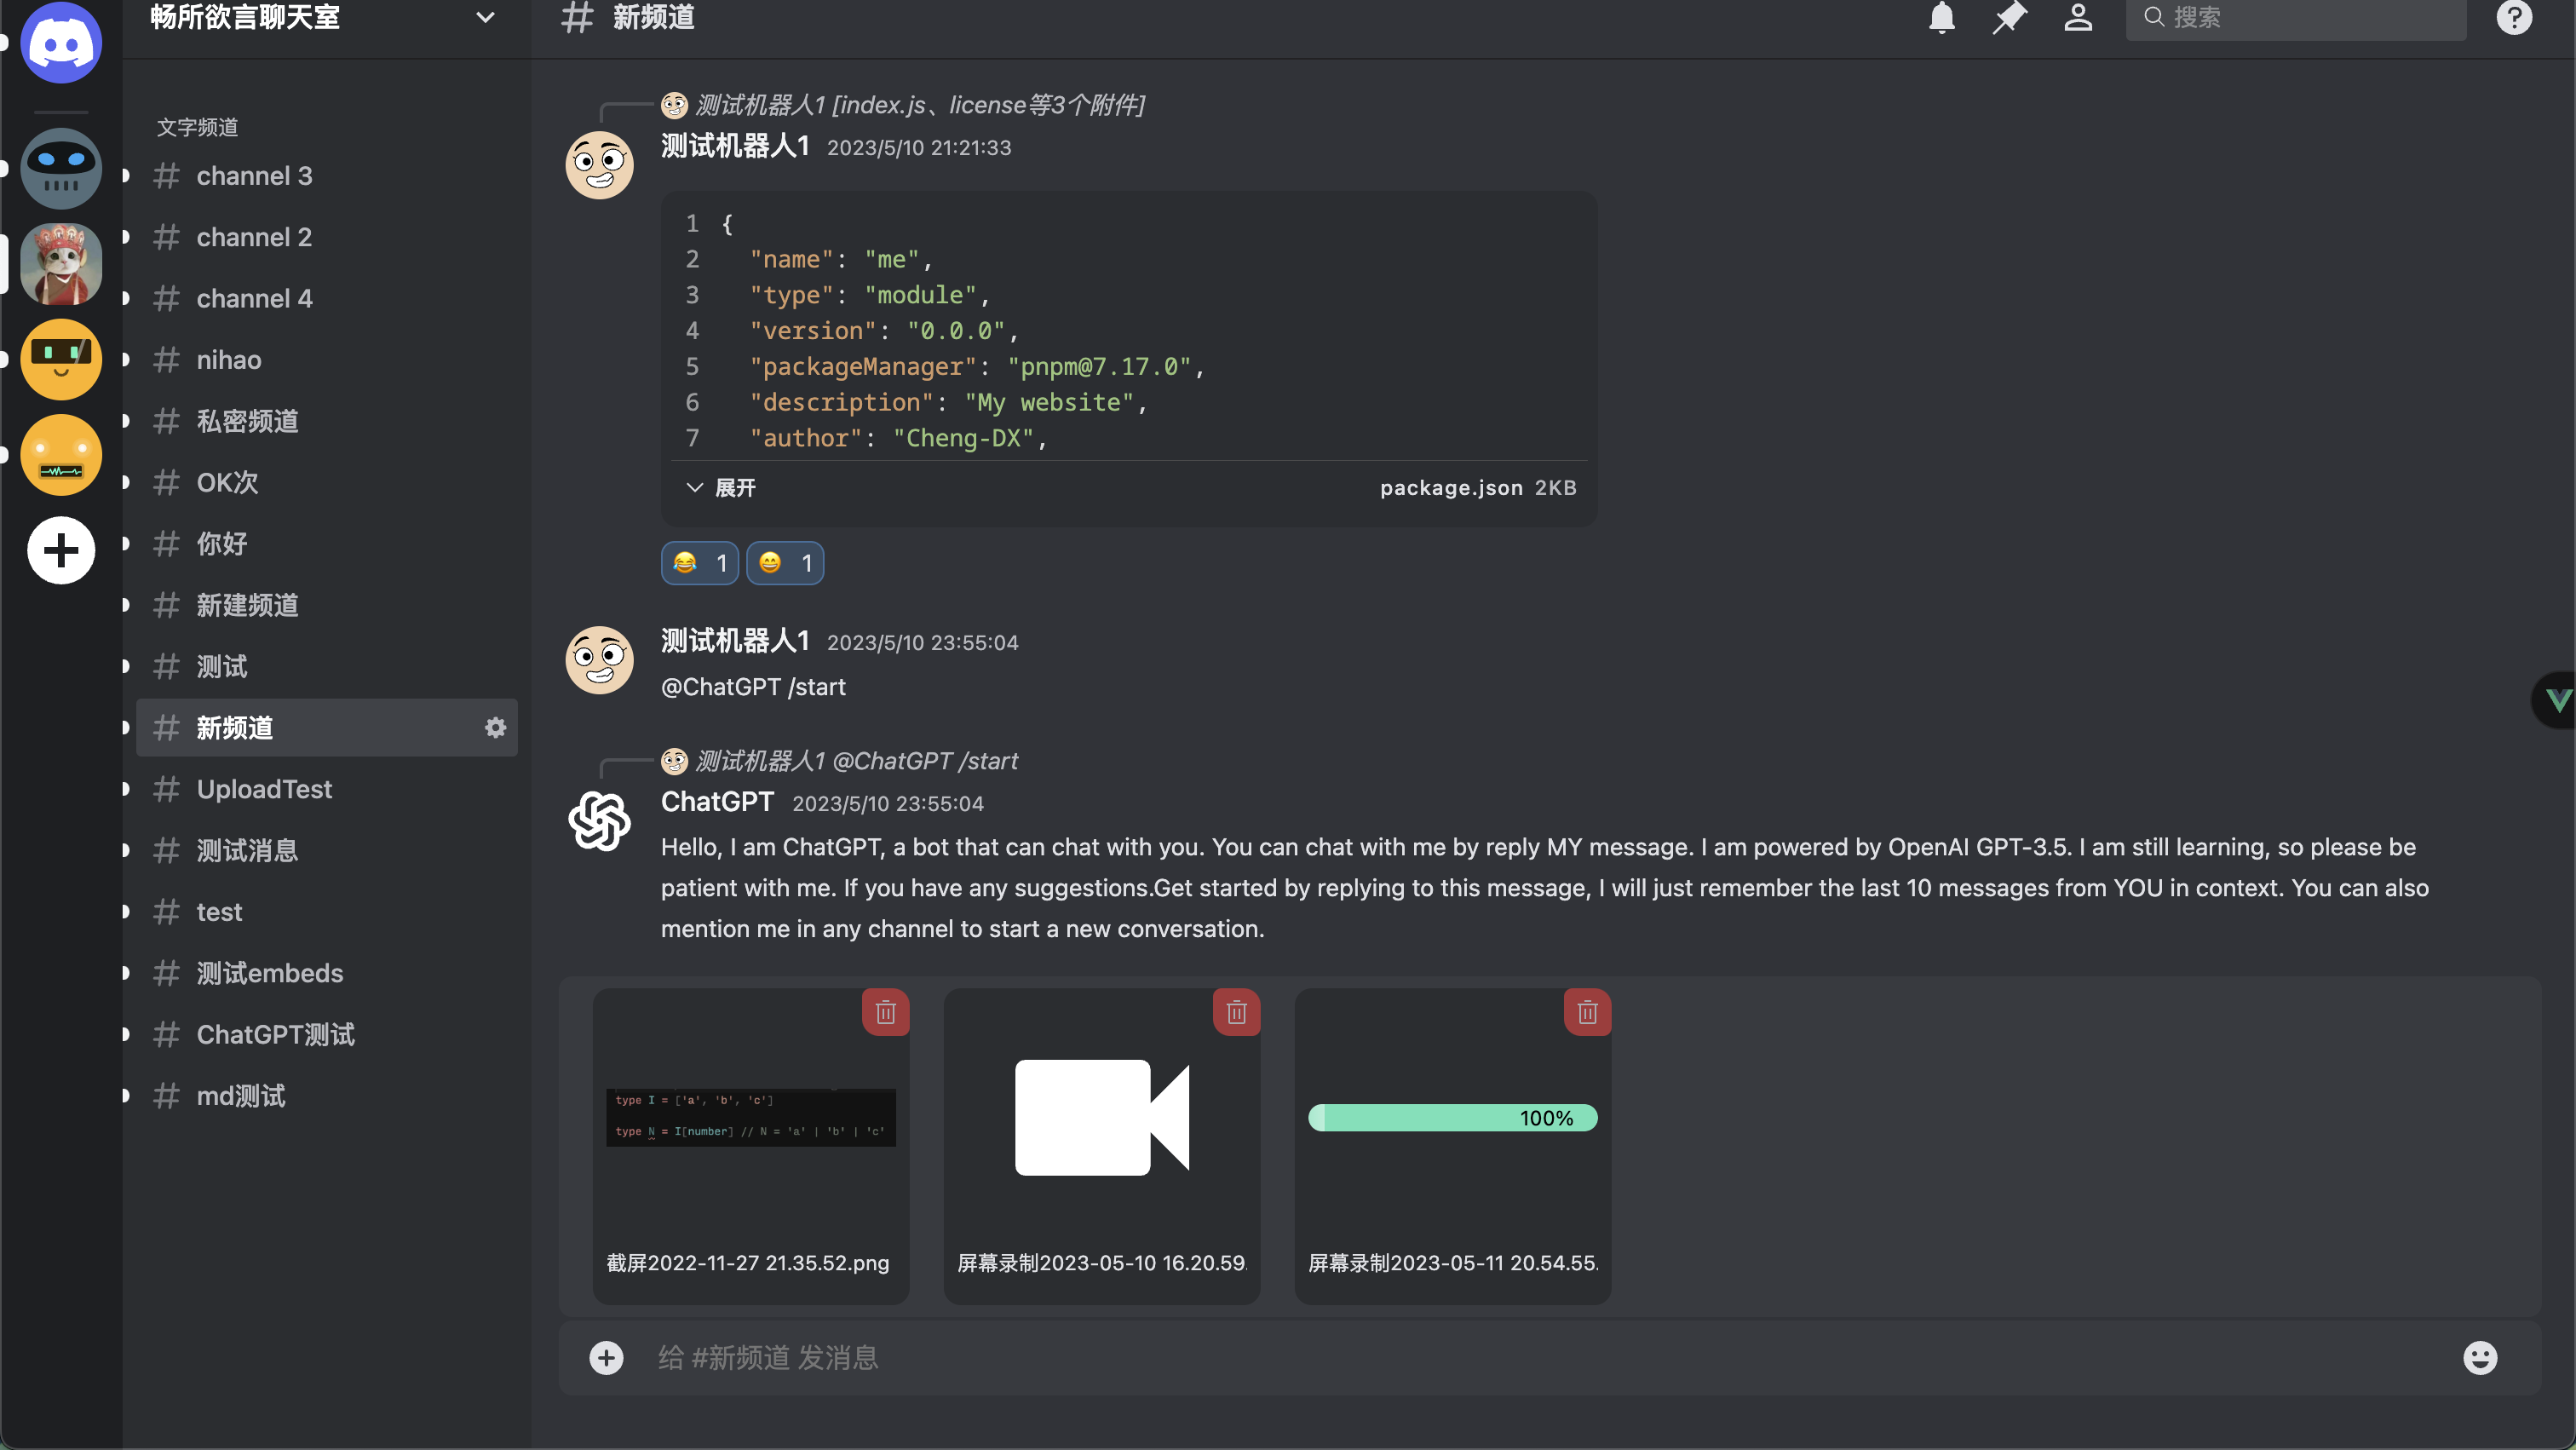 畅所欲言聊天室
文字频道
# channel 3
# channel 2
# channel 4
# nihao
# 私密频道
# OK次
# 你好
# 新建频道
# 测试
# 新频道
# UploadTest
# 测试消息
# test
# 测试embeds
# ChatGPT测试
# md测试
# 新频道
搜索
测试机器人1 [index.js、license等3个附件]
测试机器人1 2023/5/10 21:21:33
1 {
2 "name": "me",
3 "type": "module",
4 "version": "0.0.0",
5 "packageManager": "pnpm@7.17.0",
6 "description": "My website",
7 "author": "Cheng-DX",
展开 package.json 2KB
😂 1 😄 1
测试机器人1 2023/5/10 23:55:04
@ChatGPT /start
测试机器人1 @ChatGPT /start
ChatGPT 2023/5/10 23:55:04
Hello, I am ChatGPT, a bot that can chat with you. You can chat with me by reply MY message. I am powered by OpenAI GPT-3.5. I am still learning, so please be
patient with me. If you have any suggestions.Get started by replying to this message, I will just remember the last 10 messages from YOU in context. You can also
mention me in any channel to start a new conversation.
type I = ['a', 'b', 'c']
type N = I[number] // N = 'a' | 'b' | 'c'
截屏2022-11-27 21.35.52.png
屏幕录制2023-05-10 16.20.59.
100%
屏幕录制2023-05-11 20.54.55.
给 #新频道 发消息